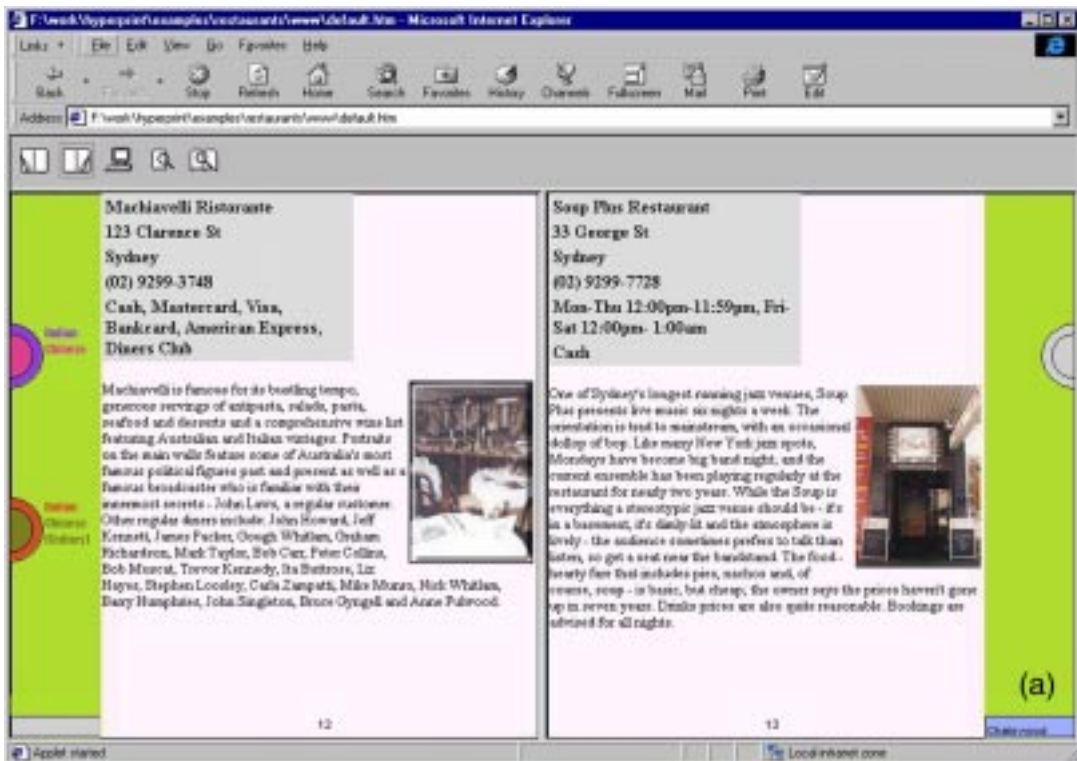 F:\work\hyperprint\examples\restaurants\www\default.htm - Microsoft Internet Explorer
Links File Edit View Go Favorites Help
Back Stop Refresh Home Search Favorites History Channels Fullscreen Mail Print Edit
Address F:\work\hyperprint\examples\restaurants\www\default.htm
Machiavelli Ristorante
123 Clarence St
Sydney
(02) 9299-3748
Cash, Mastercard, Visa,
Bankcard, American Express,
Diners Club
Italian
Chinese
Machiavelli is famous for its bustling tempo,
generous servings of antipasta, salads, pasta,
seafood and desserts and a comprehensive wine list
featuring Australian and Italian vintages. Portraits
on the main walls feature some of Australia's most
famous political figures past and present as well as a
famous broadcaster who is familiar with their
innermost secrets - John Laws, a regular customer.
Other regular diners include: John Howard, Jeff
Kennett, James Packer, Gough Whitlam, Graham
Richardson, Mark Taylor, Bob Carr, Peter Collins,
Bob Muscat, Trevor Kennedy, Ita Buttrose, Liz
Hayes, Stephen Loosley, Carla Zampatti, Mike Munro, Nick Whitlam,
Barry Humphries, John Singleton, Bruce Gyngell and Anne Fulwood.
Italian
Chinese
12
Soup Plus Restaurant
33 George St
Sydney
(02) 9299-7728
Mon-Thu 12:00pm-11:59pm, Fri-
Sat 12:00pm- 1:00am
Cash
One of Sydney's longest running jazz venues, Soup
Plus presents live music six nights a week. The
orientation is trad to mainstream, with an occasional
dollop of bop. Like many New York jazz spots,
Mondays have become big band night, and the
current ensemble has been playing regularly at the
restaurant for nearly two years. While the Soup is
everything a stereotypic jazz venue should be - it's
in a basement, it's dimly-lit and the atmosphere is
lively - the audience sometimes prefers to talk than
listen, so get a seat near the bandstand. The food -
hearty fare that includes pies, nachos and, of
course, soup - is basic, but cheap; the owner says the prices haven't gone
up in seven years. Drinks prices are also quite reasonable. Bookings are
advised for all nights.
13
(a)
Chatswood
Applet started
Local intranet zone